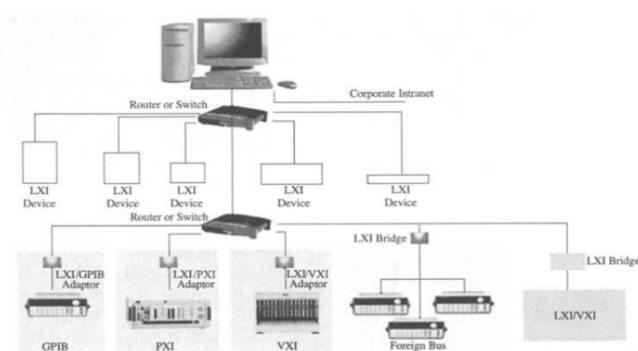 Corporate Intranet
Router or Switch
LXI
Device
LXI
Device
LXI
Device
LXI
Device
LXI
Device
Router or Switch
LXI Bridge
LXI/GPIB
Adaptor
LXI/PXI
Adaptor
LXI/VXI
Adaptor
LXI Bridge
LXI/VXI
GPIB
PXI
VXI
Foreign Bus